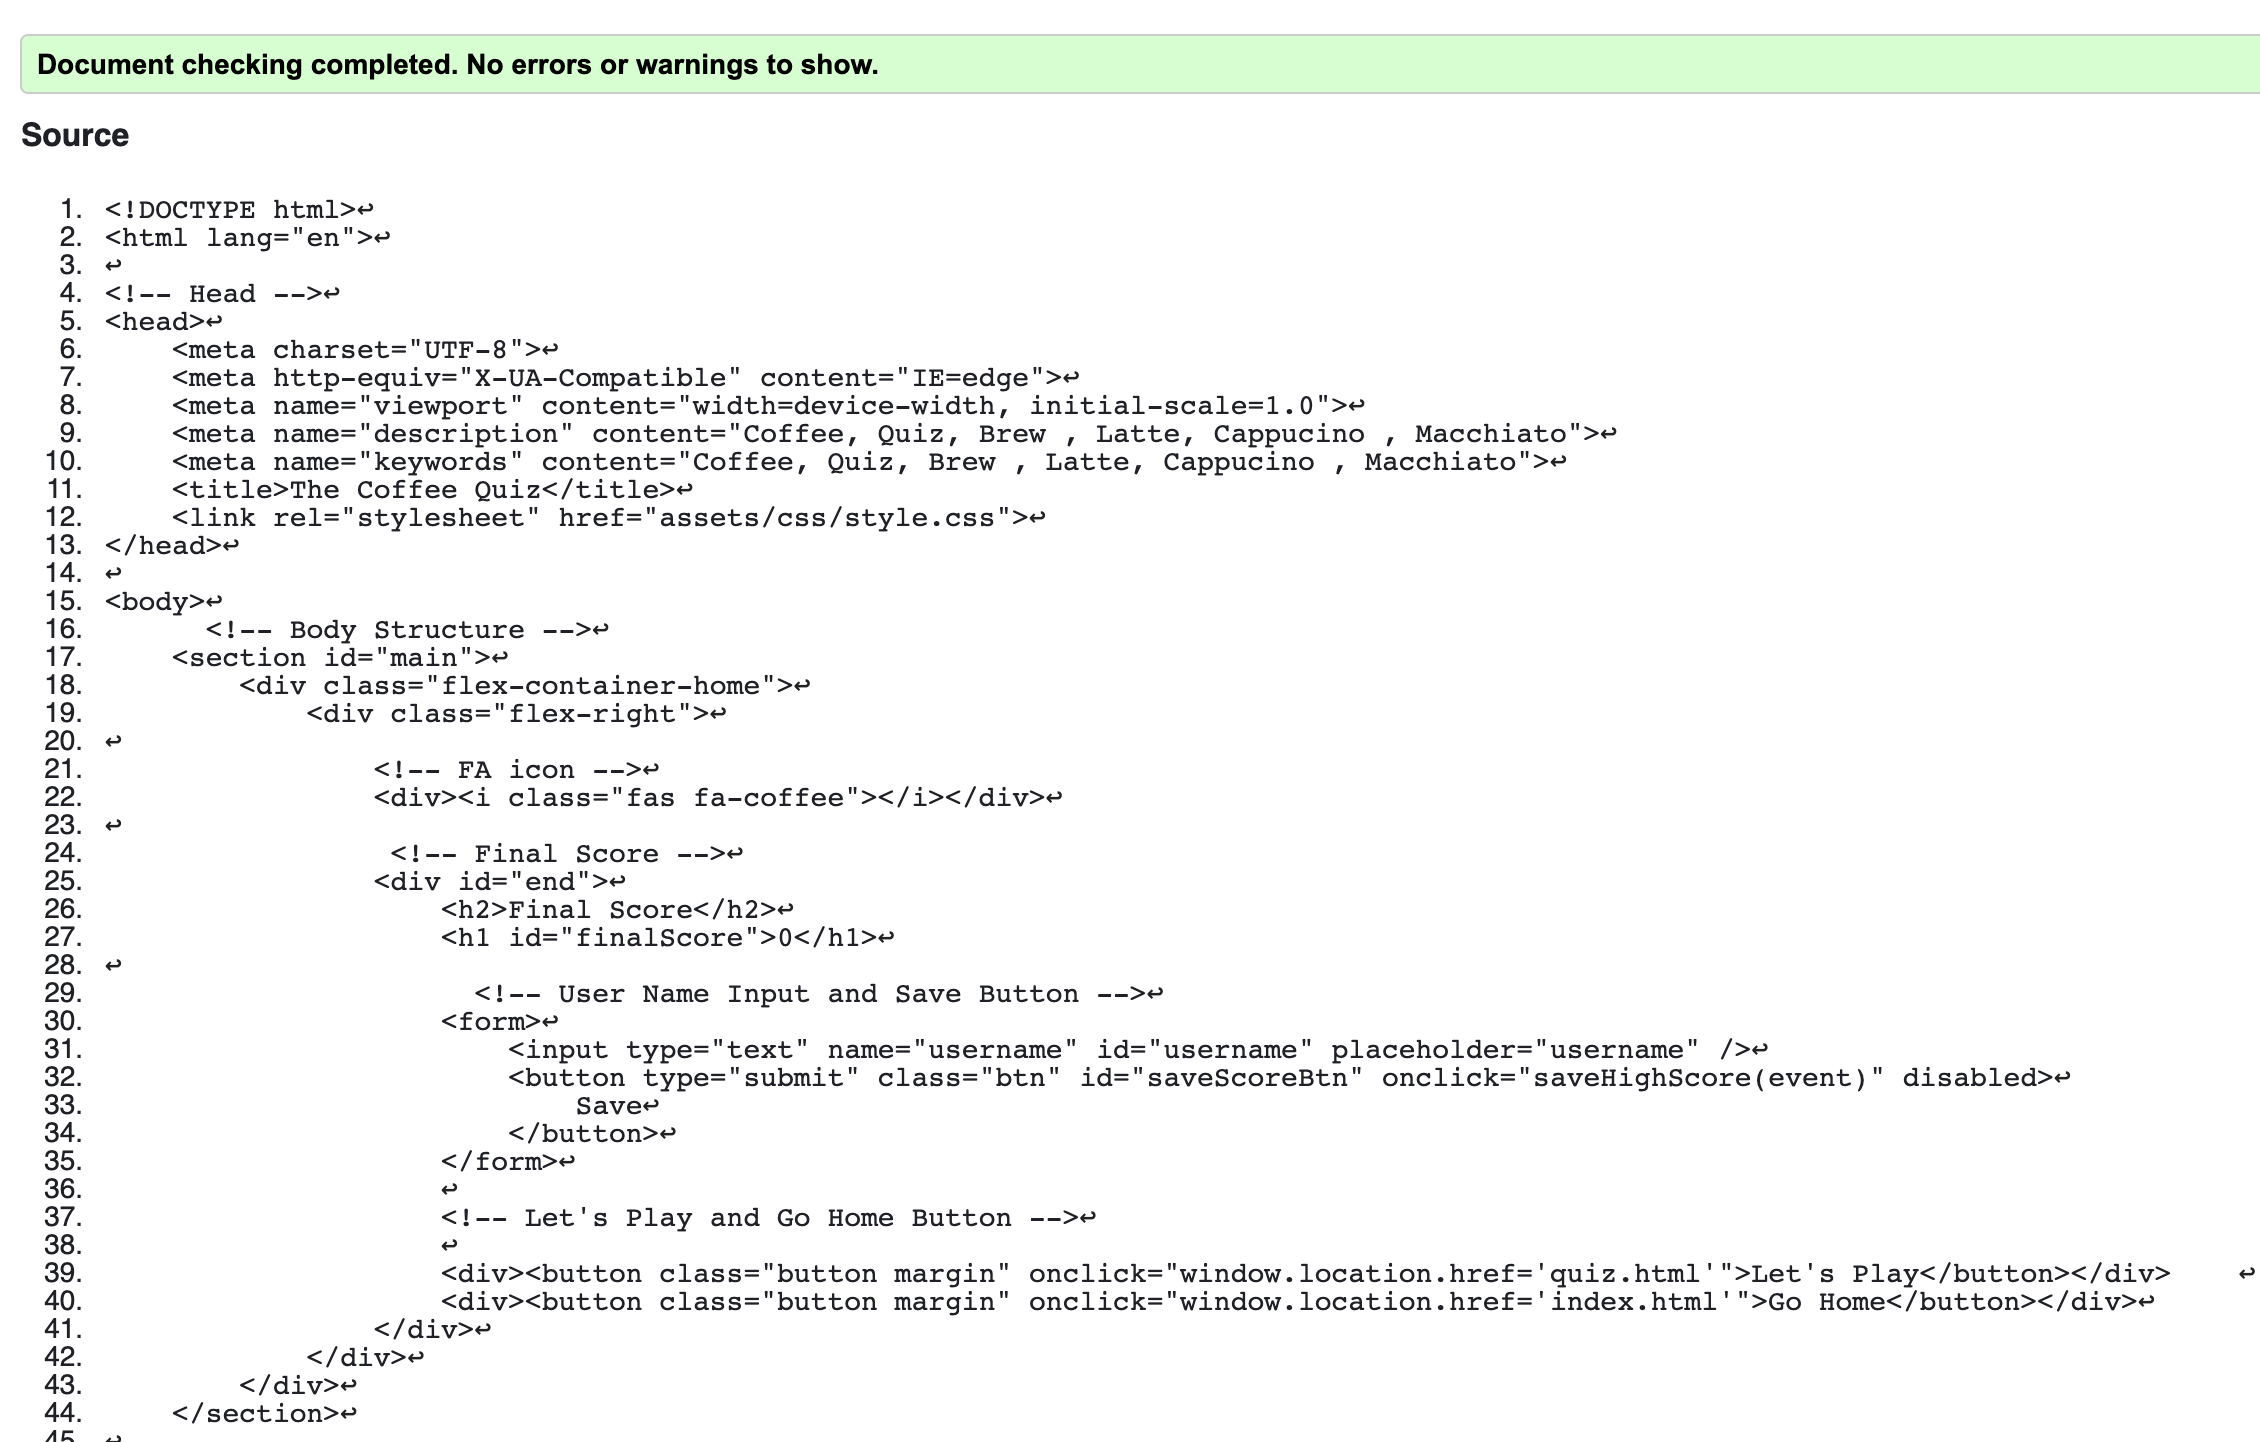 Document checking completed. No errors or warnings to show.
Source
1. <!DOCTYPE html>↩
2. <html lang="en">↩
3. ↩
4. <!-- Head -->↩
5. <head>↩
6.     <meta charset="UTF-8">↩
7.     <meta http-equiv="X-UA-Compatible" content="IE=edge">↩
8.     <meta name="viewport" content="width=device-width, initial-scale=1.0">↩
9.     <meta name="description" content="Coffee, Quiz, Brew , Latte, Cappucino , Macchiato">↩
10.     <meta name="keywords" content="Coffee, Quiz, Brew , Latte, Cappucino , Macchiato">↩
11.     <title>The Coffee Quiz</title>↩
12.     <link rel="stylesheet" href="assets/css/style.css">↩
13. </head>↩
14. ↩
15. <body>↩
16.       <!-- Body Structure -->↩
17.     <section id="main">↩
18.         <div class="flex-container-home">↩
19.             <div class="flex-right">↩
20. ↩
21.                 <!-- FA icon -->↩
22.                 <div><i class="fas fa-coffee"></i></div>↩
23. ↩
24.                  <!-- Final Score -->↩
25.                 <div id="end">↩
26.                     <h2>Final Score</h2>↩
27.                     <h1 id="finalScore">0</h1>↩
28. ↩
29.                       <!-- User Name Input and Save Button -->↩
30.                     <form>↩
31.                         <input type="text" name="username" id="username" placeholder="username" />↩
32.                         <button type="submit" class="btn" id="saveScoreBtn" onclick="saveHighScore(event)" disabled>↩
33.                             Save↩
34.                         </button>↩
35.                     </form>↩
36.                     ↩
37.                     <!-- Let's Play and Go Home Button -->↩
38.                     ↩
39.                     <div><button class="button margin" onclick="window.location.href='quiz.html'">Let's Play</button></div>    ↩
40.                     <div><button class="button margin" onclick="window.location.href='index.html'">Go Home</button></div>↩
41.                 </div>↩
42.             </div>↩
43.         </div>↩
44.     </section>↩
45. ↩